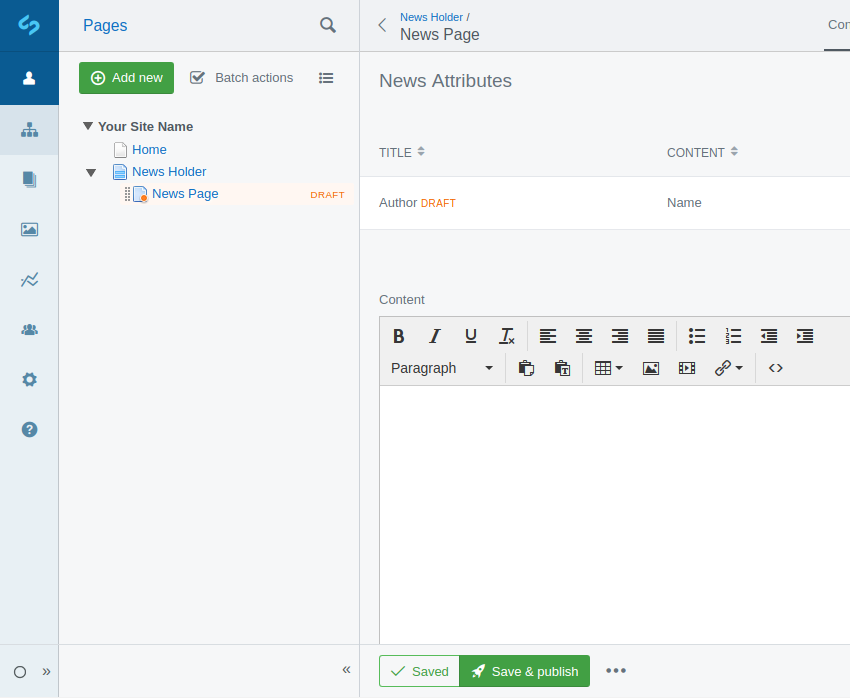 Pages
News Holder /
News Page
Add new
Batch actions
Your Site Name
Home
News Holder
News Page DRAFT
News Attributes
TITLE CONTENT
Author DRAFT Name
Content
B I U Tx
Paragraph
Saved
Save & publish